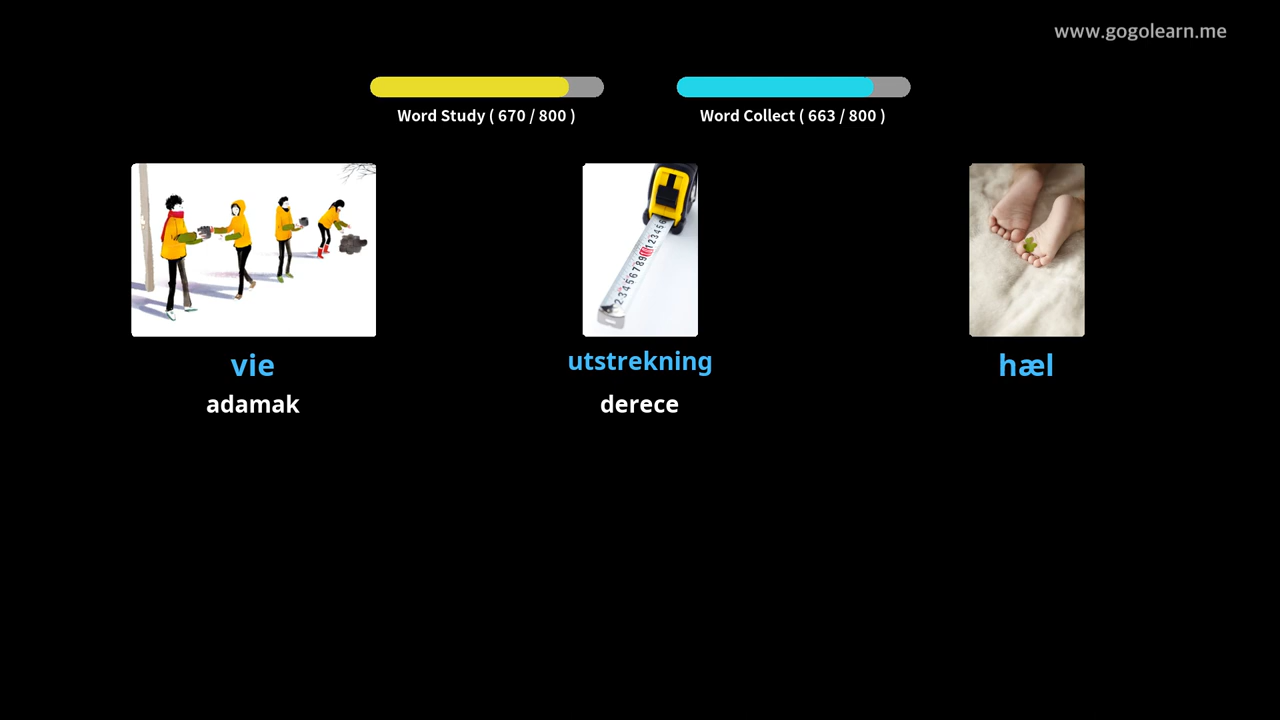 www.gogolearn.me
Word Study ( 670 / 800 )
Word Collect ( 663 / 800 )
vie
adamak
utstrekning
derece
hæl